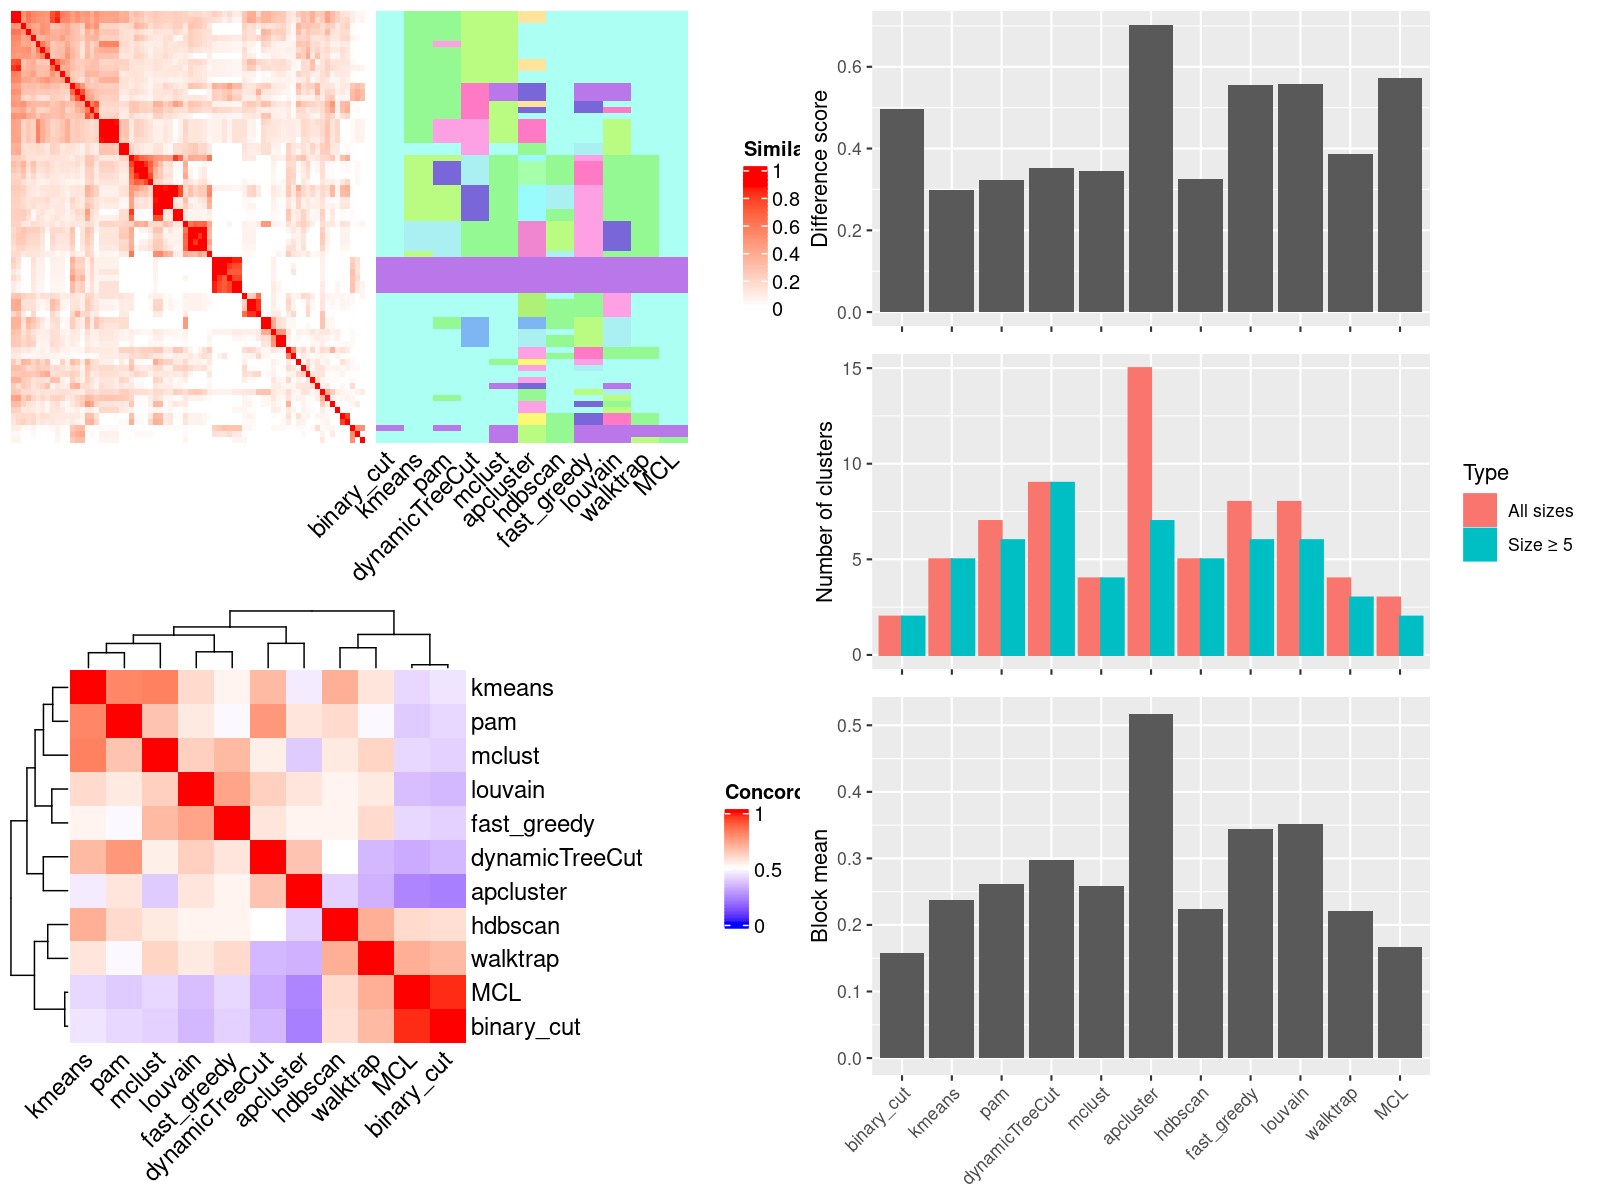 Simila
1
0.8
0.6
0.4
0.2
0
binary_cut
kmeans
pam
dynamicTreeCut
mclust
apcluster
hdbscan
fast_greedy
louvain
walktrap
MCL
kmeans
pam
mclust
louvain
fast_greedy
dynamicTreeCut
apcluster
hdbscan
walktrap
MCL
binary_cut
kmeans
pam
mclust
louvain
fast_greedy
dynamicTreeCut
apcluster
hdbscan
walktrap
MCL
binary_cut
Concord
1
0.5
0
Difference score
0.6
0.4
0.2
0.0
Number of clusters
15
10
5
0
Type
All sizes
Size ≥ 5
Block mean
0.5
0.4
0.3
0.2
0.1
0.0
binary_cut
kmeans
pam
dynamicTreeCut
mclust
apcluster
hdbscan
fast_greedy
louvain
walktrap
MCL